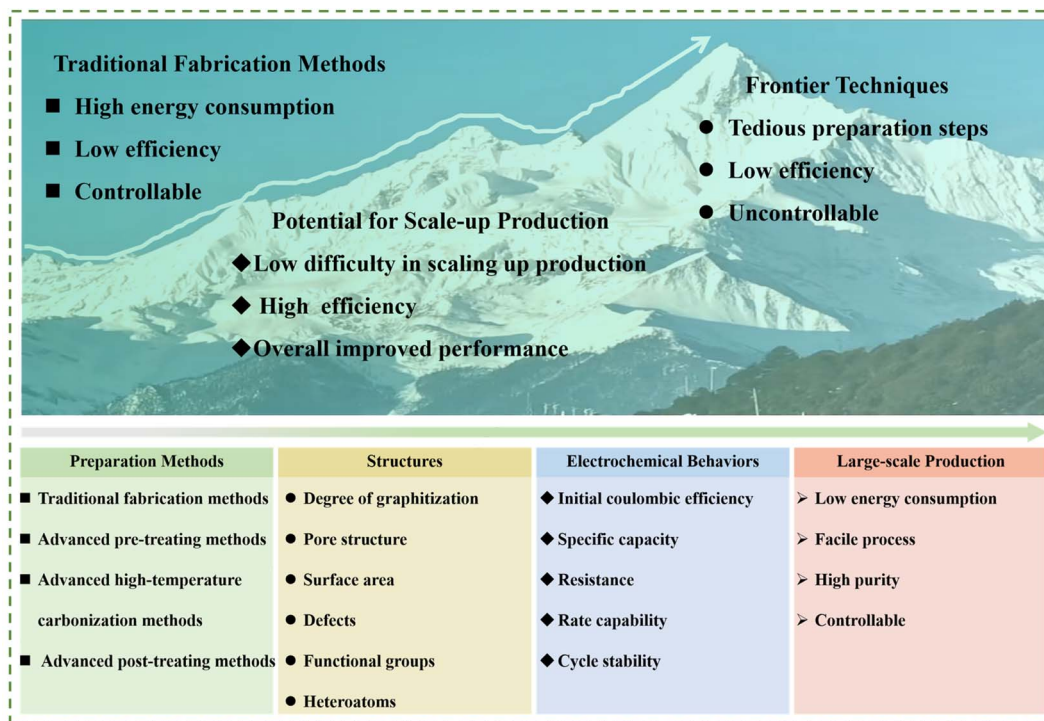 Traditional Fabrication Methods
■ High energy consumption
■ Low efficiency
■ Controllable
Frontier Techniques
● Tedious preparation steps
● Low efficiency
● Uncontrollable
Potential for Scale-up Production
◆Low difficulty in scaling up production
◆ High efficiency
◆Overall improved performance
Preparation Methods
■ Traditional fabrication methods
■ Advanced pre-treating methods
■ Advanced high-temperature
carbonization methods
■ Advanced post-treating methods
Structures
● Degree of graphitization
● Pore structure
● Surface area
● Defects
● Functional groups
● Heteroatoms
Electrochemical Behaviors
◆ Initial coulombic efficiency
◆ Specific capacity
◆ Resistance
◆ Rate capability
◆ Cycle stability
Large-scale Production
➢ Low energy consumption
➢ Facile process
➢ High purity
➢ Controllable